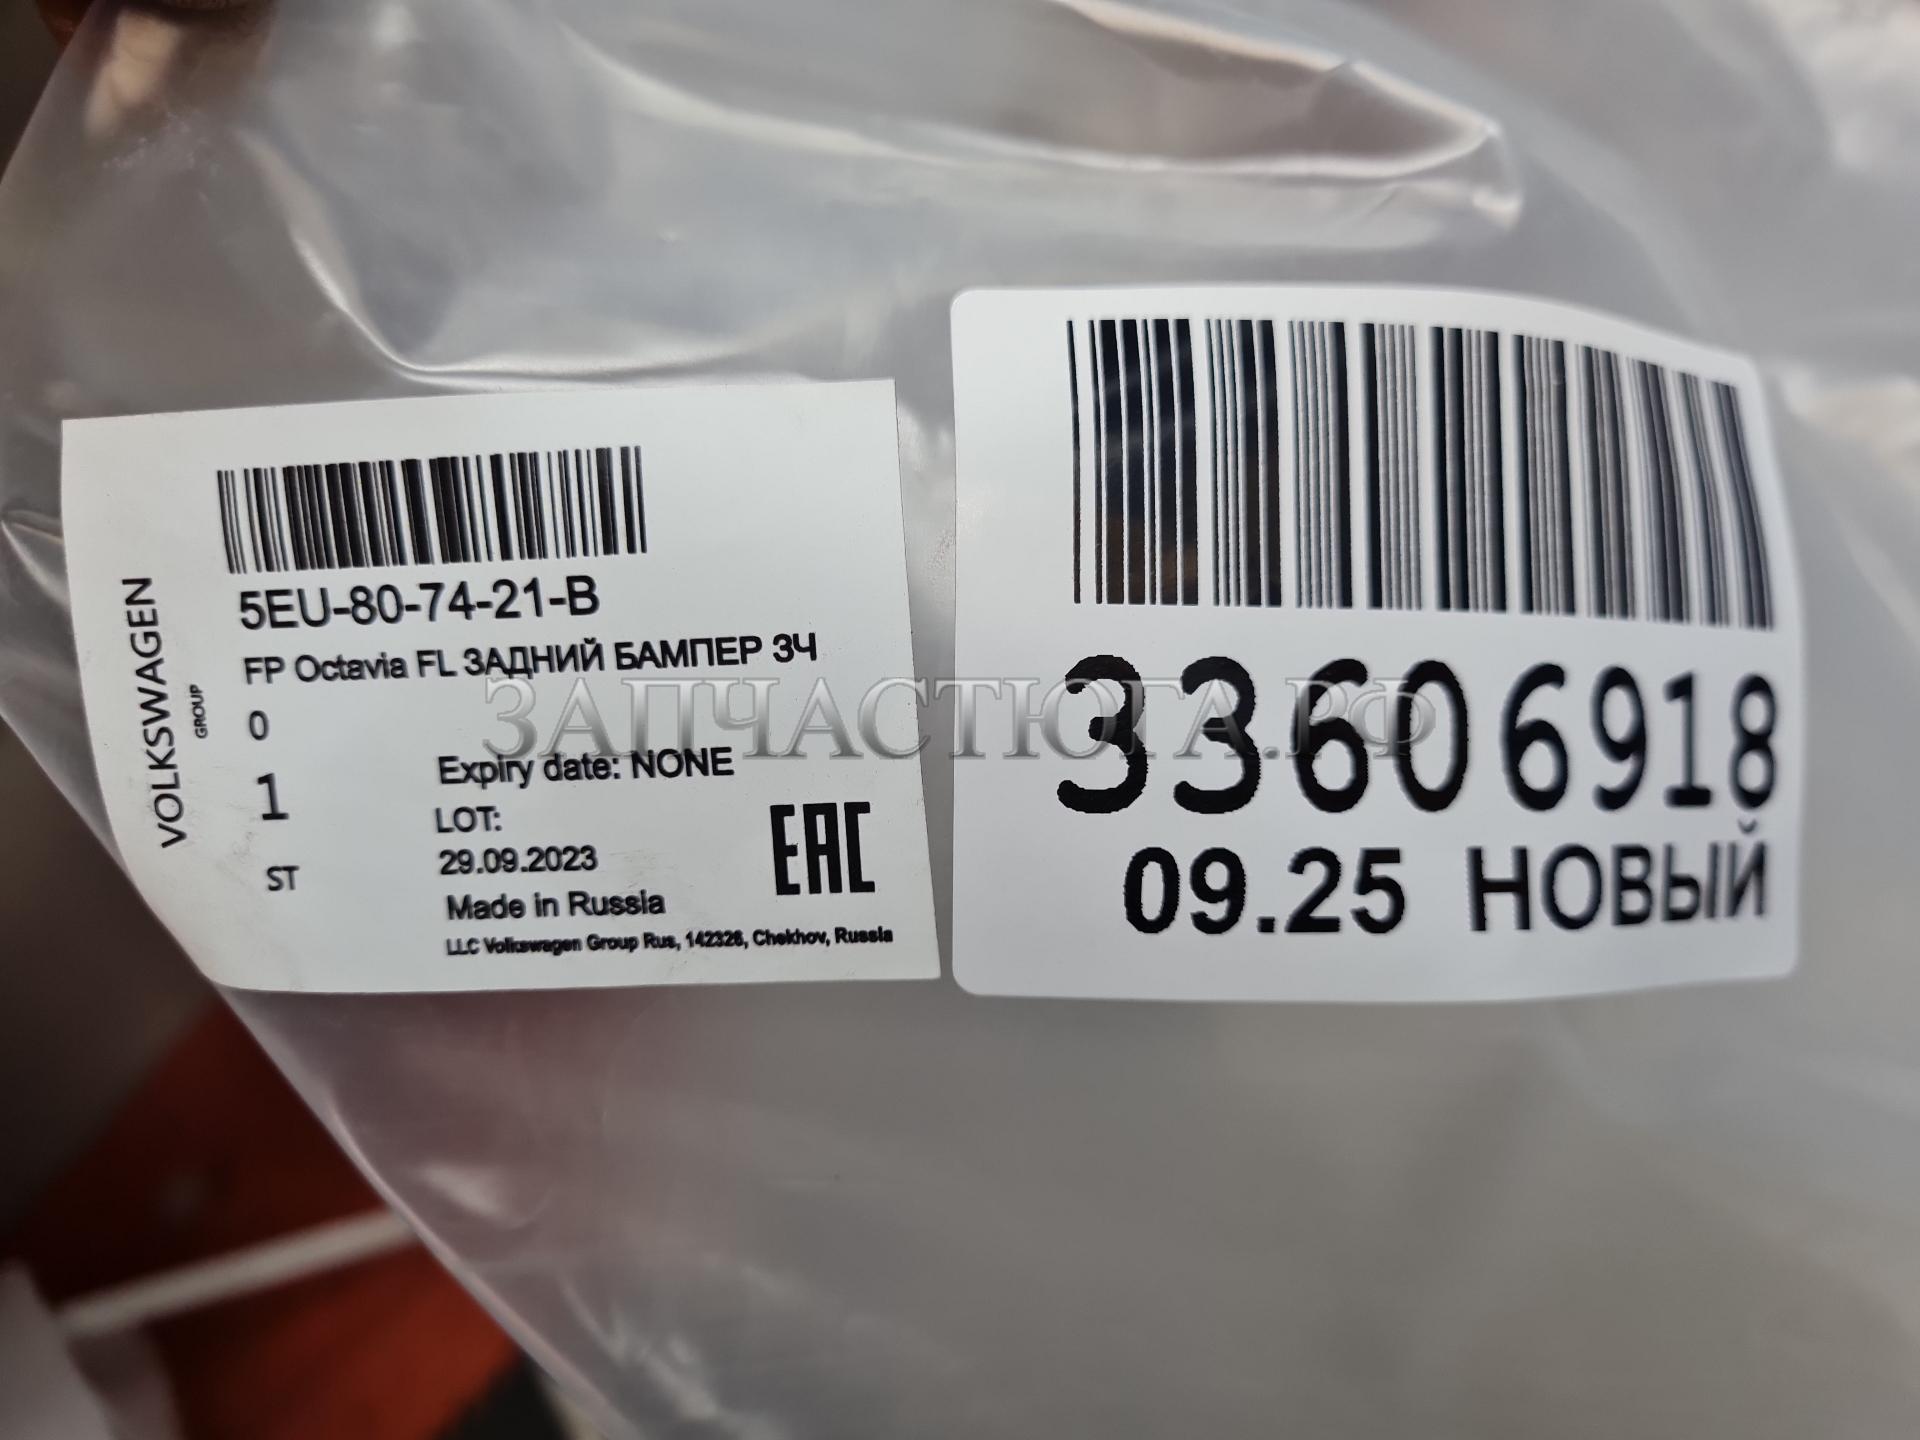 VOLKSWAGEN
GROUP
5EU-80-74-21-B
FP Octavia FL ЗАДНИЙ БАМПЕР ЗЧ
0
1
ST
Expiry date: NONE
LOT:
29.09.2023
Made in Russia
LLC Volkswagen Group Rus, 142326, Chekhov, Russia
EAC
33606918
09.25 НОВЫЙ
ЗАПЧАСТЮГА.РФ